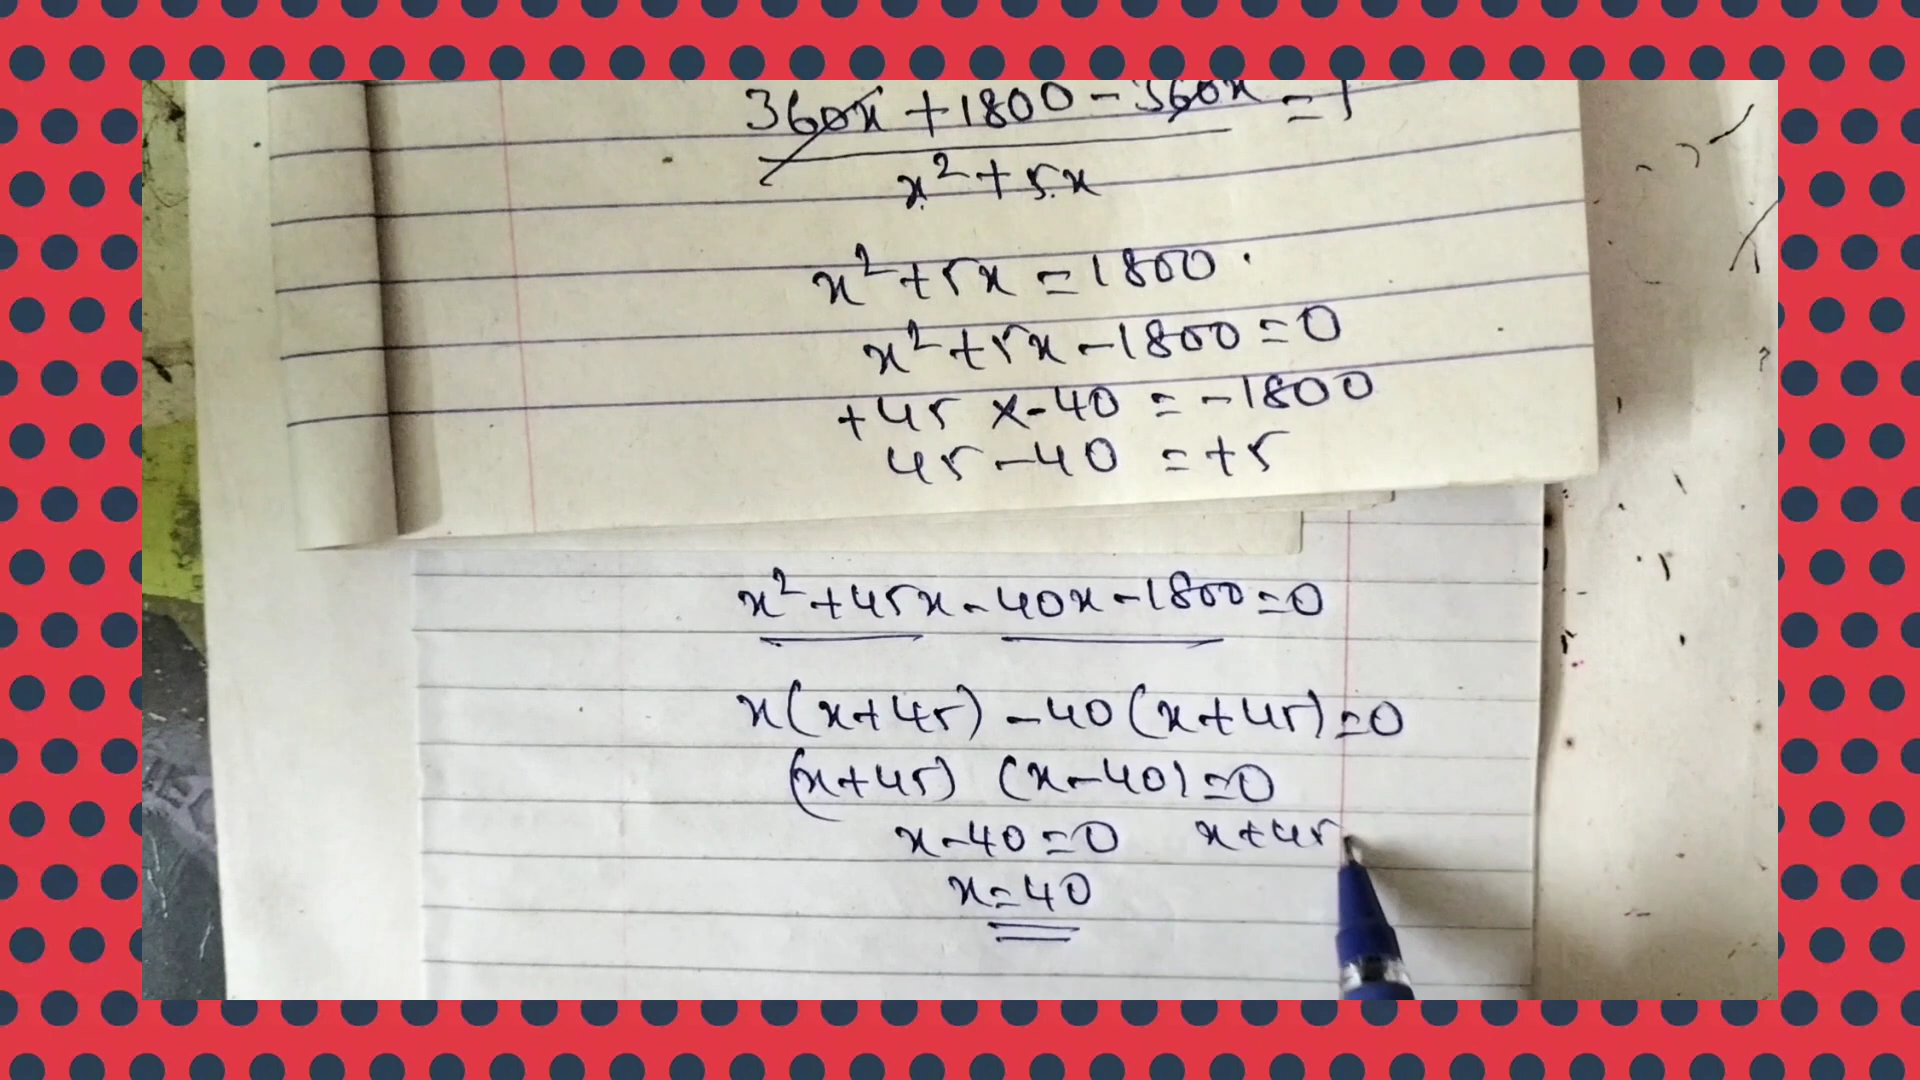 360x + 1800 - 360x = 1
x² + 5x
x² + 5x = 1800
x² + 5x - 1800 = 0
+45 x - 40 = - 1800
45 - 40 = + 5
x² + 45x - 40x - 1800 = 0
x(x + 45) - 40(x + 45) = 0
(x + 45) (x - 40) = 0
x - 40 = 0 x + 45
x = 40